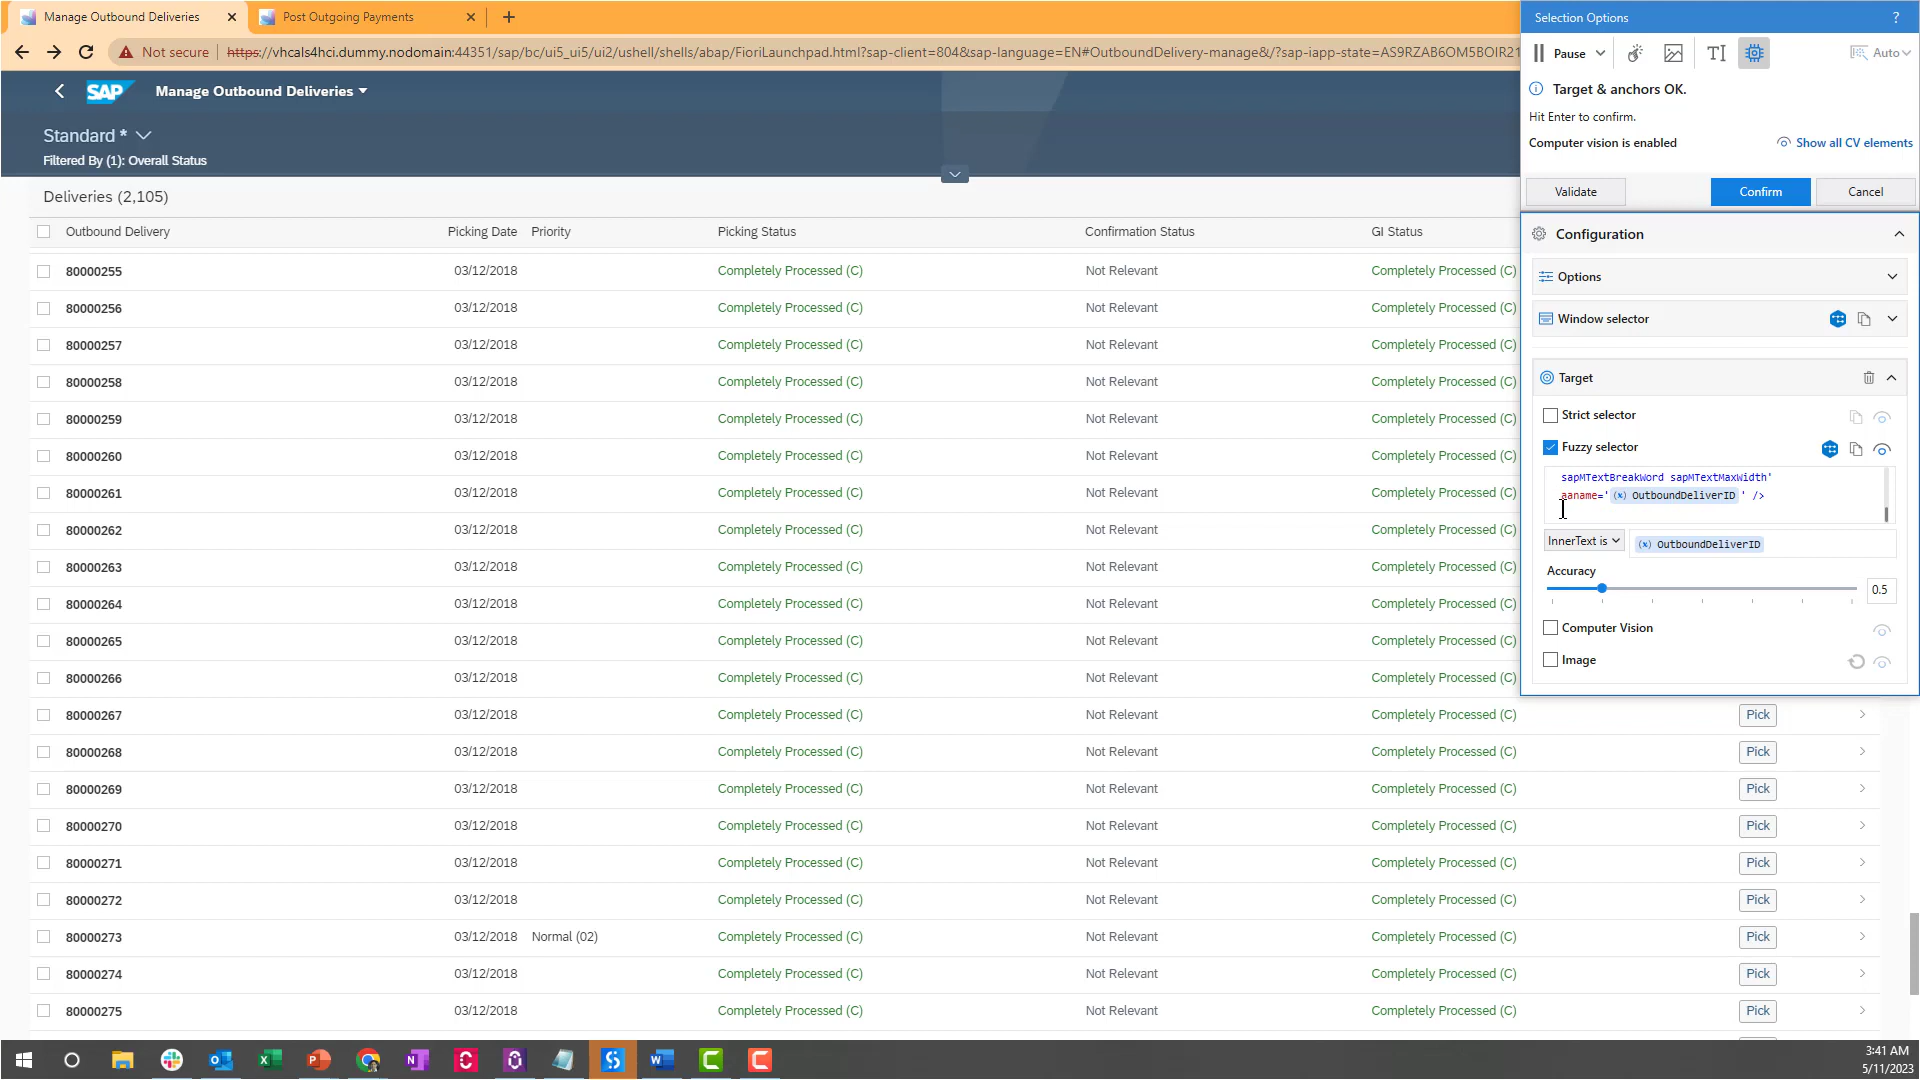 Manage Outbound Deliveries
Post Outgoing Payments
Not secure
https://vhcals4hci.dummy.nodomain:44351/sap/bc/ui5_ui5/ui2/ushell/shells/abap/FioriLaunchpad.html?sap-client=804&sap-language=EN#OutboundDelivery-manage&/?sap-iapp-state=AS9RZAB6OM5BOIR21
SAP Manage Outbound Deliveries
Standard *
Filtered By (1): Overall Status
Deliveries (2,105)
Outbound Delivery Picking Date Priority Picking Status Confirmation Status GI Status
80000255 03/12/2018 Completely Processed (C) Not Relevant Completely Processed (C)
80000256 03/12/2018 Completely Processed (C) Not Relevant Completely Processed (C)
80000257 03/12/2018 Completely Processed (C) Not Relevant Completely Processed (C)
80000258 03/12/2018 Completely Processed (C) Not Relevant Completely Processed (C)
80000259 03/12/2018 Completely Processed (C) Not Relevant Completely Processed (C)
80000260 03/12/2018 Completely Processed (C) Not Relevant Completely Processed (C)
80000261 03/12/2018 Completely Processed (C) Not Relevant Completely Processed (C)
80000262 03/12/2018 Completely Processed (C) Not Relevant Completely Processed (C)
80000263 03/12/2018 Completely Processed (C) Not Relevant Completely Processed (C)
80000264 03/12/2018 Completely Processed (C) Not Relevant Completely Processed (C)
80000265 03/12/2018 Completely Processed (C) Not Relevant Completely Processed (C)
80000266 03/12/2018 Completely Processed (C) Not Relevant Completely Processed (C)
80000267 03/12/2018 Completely Processed (C) Not Relevant Completely Processed (C) Pick
80000268 03/12/2018 Completely Processed (C) Not Relevant Completely Processed (C) Pick
80000269 03/12/2018 Completely Processed (C) Not Relevant Completely Processed (C) Pick
80000270 03/12/2018 Completely Processed (C) Not Relevant Completely Processed (C) Pick
80000271 03/12/2018 Completely Processed (C) Not Relevant Completely Processed (C) Pick
80000272 03/12/2018 Completely Processed (C) Not Relevant Completely Processed (C) Pick
80000273 03/12/2018 Normal (02) Completely Processed (C) Not Relevant Completely Processed (C) Pick
80000274 03/12/2018 Completely Processed (C) Not Relevant Completely Processed (C) Pick
80000275 03/12/2018 Completely Processed (C) Not Relevant Completely Processed (C) Pick
Selection Options ?
Pause Auto
Target & anchors OK.
Hit Enter to confirm.
Computer vision is enabled Show all CV elements
Validate Confirm Cancel
Configuration
Options
Window selector
Target
Strict selector
Fuzzy selector
sapMTextBreakWord sapMTextMaxWidth'
aaname='(x) OutboundDeliverID ' />
InnerText is (x) OutboundDeliverID
Accuracy
0.5
Computer Vision
Image
3:41 AM
5/11/2023